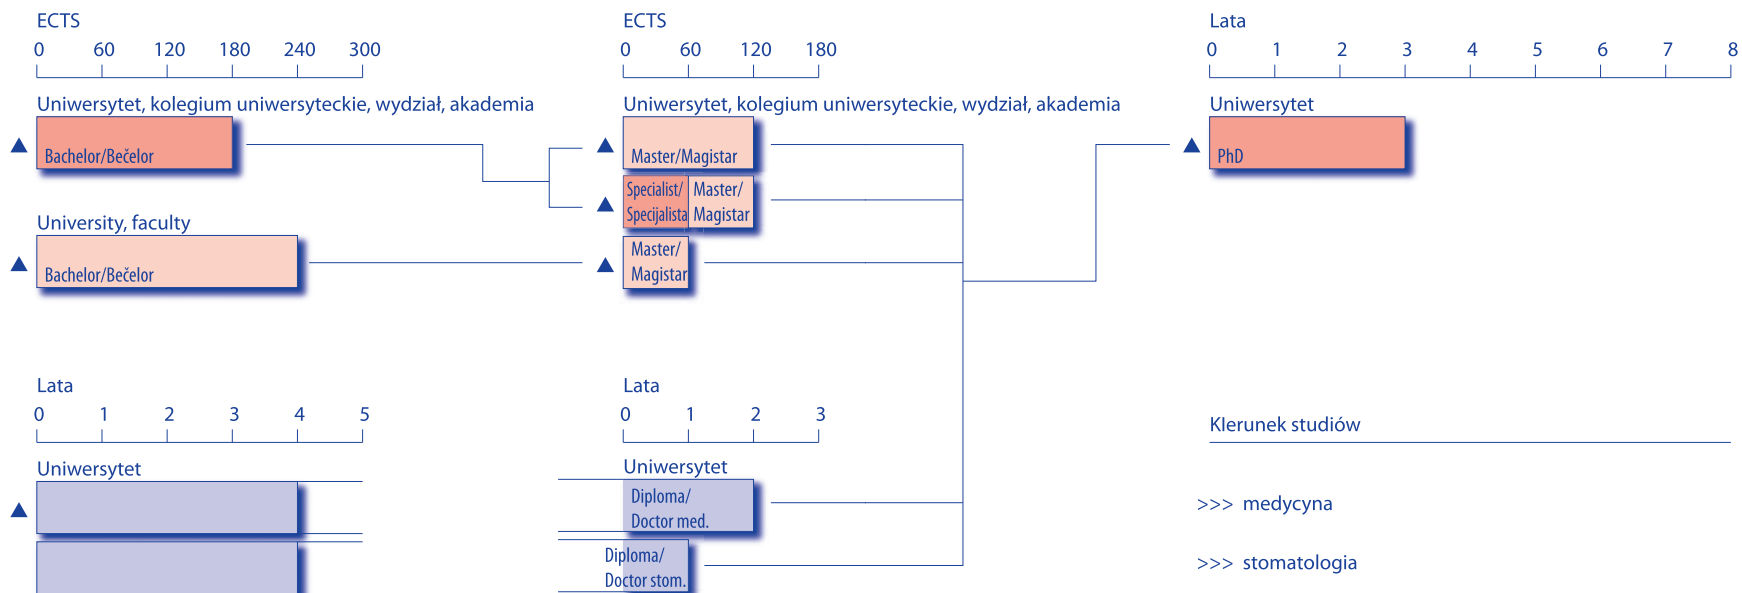 ECTS
0 60 120 180 240 300
Uniwersytet, kolegium uniwersyteckie, wydział, akademia
Bachelor/Bečelor
University, faculty
Bachelor/Bečelor
ECTS
0 60 120 180
Uniwersytet, kolegium uniwersyteckie, wydział, akademia
Master/Magistar
Specialist/
Specijalista
Master/
Magistar
Master/
Magistar
Lata
0 1 2 3 4 5 6 7 8
Uniwersytet
PhD
Lata
0 1 2 3 4 5
Uniwersytet
Lata
0 1 2 3
Uniwersytet
Diploma/
Doctor med.
Diploma/
Doctor stom.
Klerunek studiów
>>> medycyna
>>> stomatologia